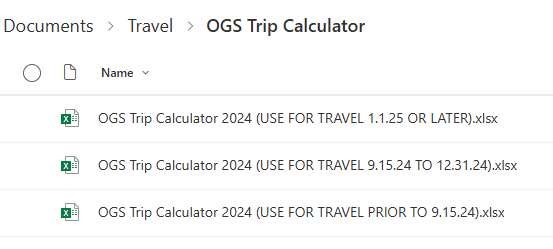 Documents > Travel > OGS Trip Calculator
Name
OGS Trip Calculator 2024 (USE FOR TRAVEL 1.1.25 OR LATER).xlsx
OGS Trip Calculator 2024 (USE FOR TRAVEL 9.15.24 TO 12.31.24).xlsx
OGS Trip Calculator 2024 (USE FOR TRAVEL PRIOR TO 9.15.24).xlsx